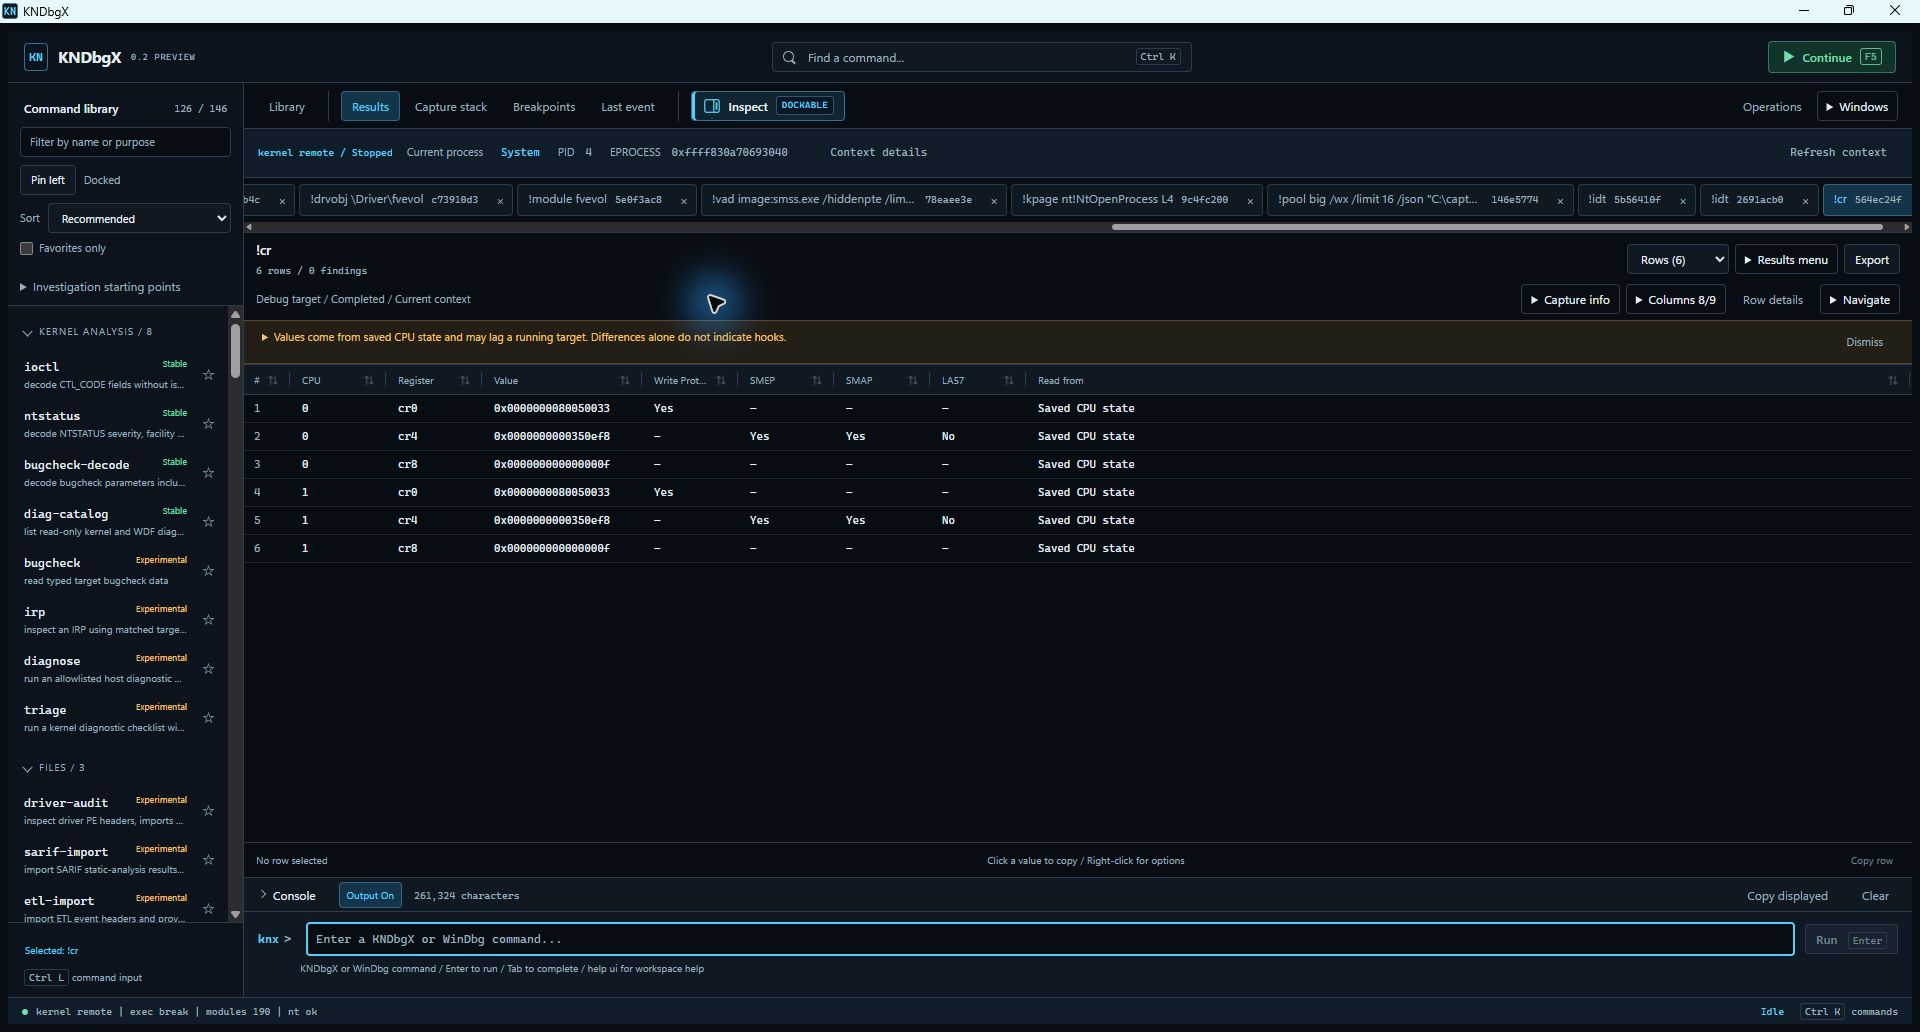 KN KNDbgX
KN KNDbgX 0.2 PREVIEW
Find a command... Ctrl K
Continue F5
Command library 126 / 146
Filter by name or purpose
Pin left Docked
Sort Recommended
Favorites only
Investigation starting points
KERNEL ANALYSIS / 8
ioctl Stable
decode CTL_CODE fields without is...
ntstatus Stable
decode NTSTATUS severity, facility ...
bugcheck-decode Stable
decode bugcheck parameters inclu...
diag-catalog Stable
list read-only kernel and WDF diag...
bugcheck Experimental
read typed target bugcheck data
irp Experimental
inspect an IRP using matched targe...
diagnose Experimental
run an allowlisted host diagnostic ...
triage Experimental
run a kernel diagnostic checklist wi...
FILES / 3
driver-audit Experimental
inspect driver PE headers, imports ...
sarif-import Experimental
import SARIF static-analysis results...
etl-import Experimental
import ETL event headers and prov...
Selected: !cr
Ctrl L command input
Library Results Capture stack Breakpoints Last event Inspect DOCKABLE Operations Windows
kernel remote / Stopped Current process System PID 4 EPROCESS 0xffff830a70693040 Context details Refresh context
b4c × !drvobj \Driver\fvevol c73910d3 × !module fvevol 5e0f3ac8 × !vad image:smss.exe /hiddenpte /lim... 78eaee3e × !kpage nt!NtOpenProcess L4 9c4fc200 × !pool big /wx /limit 16 /json "C:\capt... 146e5774 × !idt 5b56410f × !idt 2691acb0 × !cr 564ec24f
!cr
6 rows / 0 findings
Rows (6) Results menu Export
Debug target / Completed / Current context
Capture info Columns 8/9 Row details Navigate
Values come from saved CPU state and may lag a running target. Differences alone do not indicate hooks.
Dismiss
# CPU Register Value Write Prot... SMEP SMAP LA57 Read from
1 0 cr0 0x0000000080050033 Yes — — — Saved CPU state
2 0 cr4 0x0000000000350ef8 — Yes Yes No Saved CPU state
3 0 cr8 0x000000000000000f — — — — Saved CPU state
4 1 cr0 0x0000000080050033 Yes — — — Saved CPU state
5 1 cr4 0x0000000000350ef8 — Yes Yes No Saved CPU state
6 1 cr8 0x000000000000000f — — — — Saved CPU state
No row selected Click a value to copy / Right-click for options Copy row
Console Output On 261,324 characters Copy displayed Clear
knx > Enter a KNDbgX or WinDbg command... Run Enter
KNDbgX or WinDbg command / Enter to run / Tab to complete / help ui for workspace help
kernel remote | exec break | modules 190 | nt ok Idle Ctrl K commands